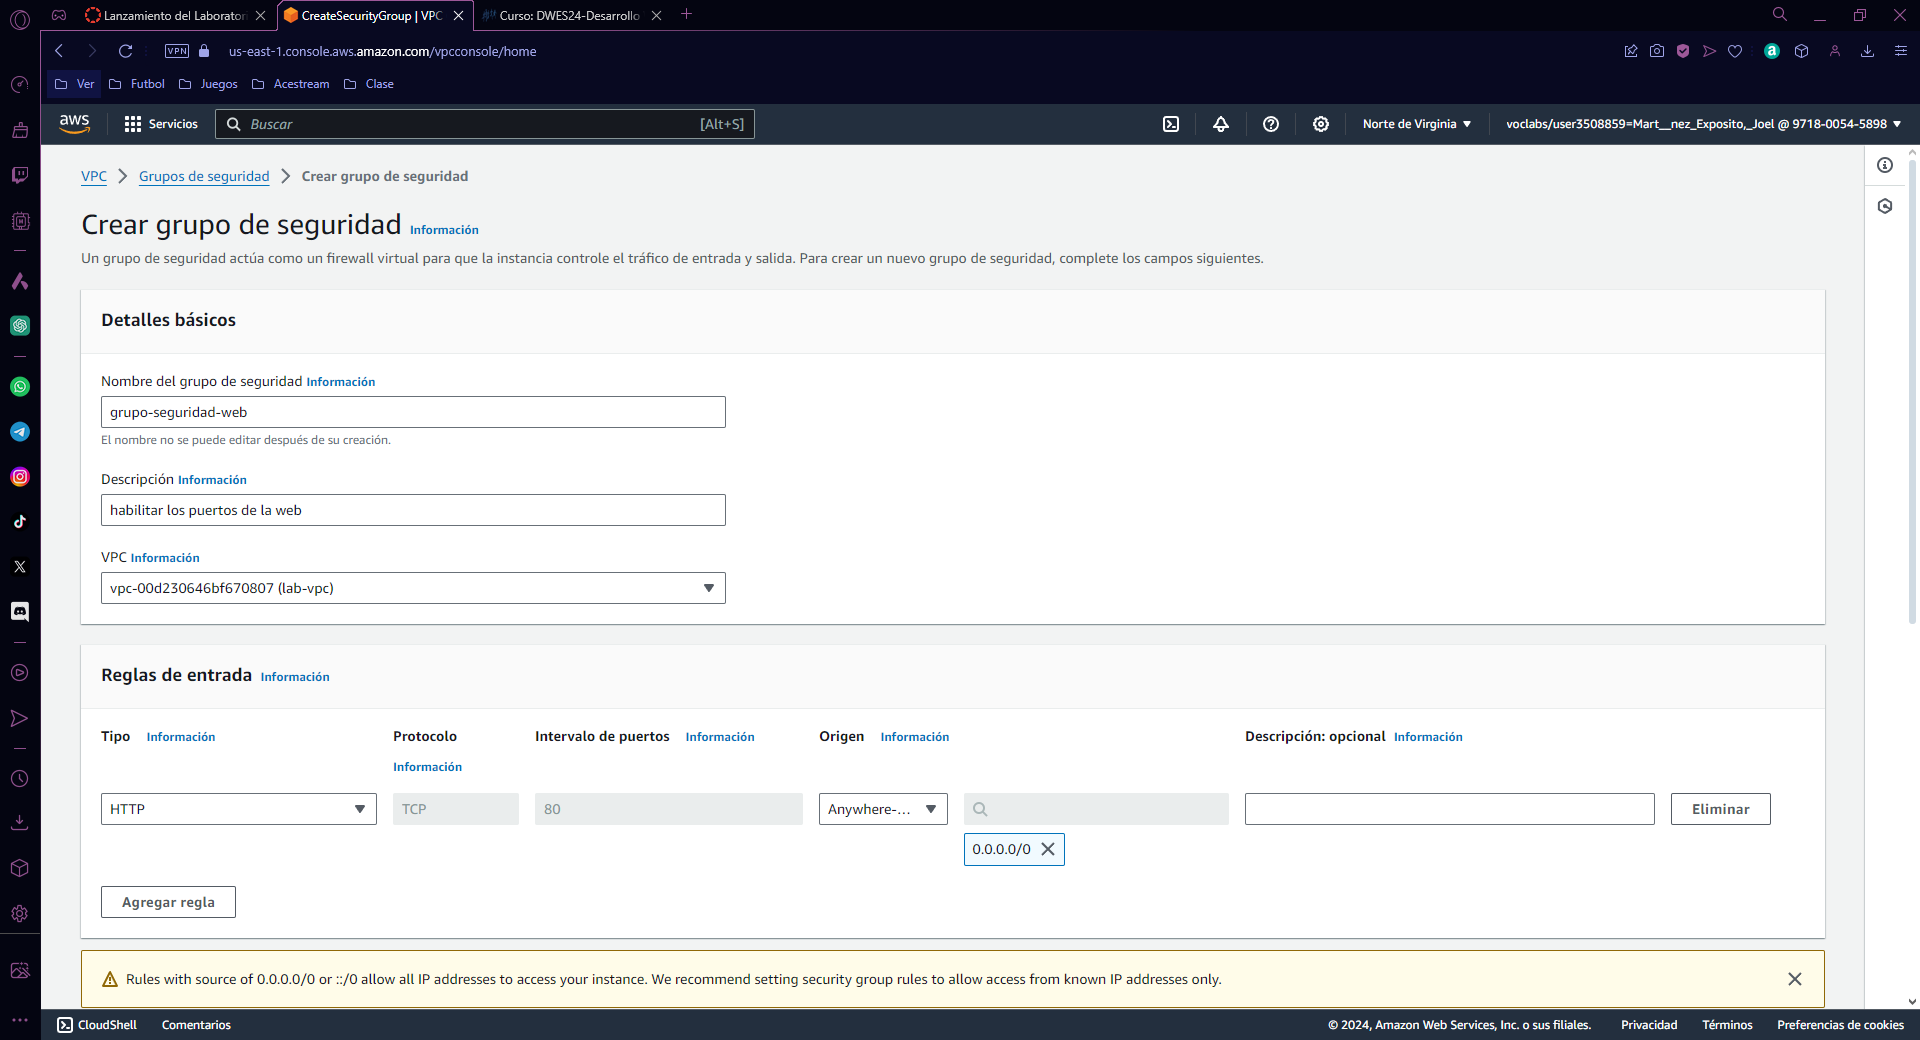 Lanzamiento del Laboratori
CreateSecurityGroup | VPC
Curso: DWES24-Desarrollo
VPN
us-east-1.console.aws.amazon.com/vpcconsole/home
Ver
Futbol
Juegos
Acestream
Clase
aws
Servicios
Buscar
[Alt+S]
Norte de Virginia
voclabs/user3508859=Mart__nez_Exposito,_Joel @ 9718-0054-5898
VPC > Grupos de seguridad > Crear grupo de seguridad
Crear grupo de seguridad Información
Un grupo de seguridad actúa como un firewall virtual para que la instancia controle el tráfico de entrada y salida. Para crear un nuevo grupo de seguridad, complete los campos siguientes.
Detalles básicos
Nombre del grupo de seguridad Información
grupo-seguridad-web
El nombre no se puede editar después de su creación.
Descripción Información
habilitar los puertos de la web
VPC Información
vpc-00d230646bf670807 (lab-vpc)
Reglas de entrada Información
Tipo Información
Protocolo Información
Intervalo de puertos Información
Origen Información
Descripción: opcional Información
HTTP
TCP
80
Anywhere-...
0.0.0.0/0
Eliminar
Agregar regla
Rules with source of 0.0.0.0/0 or ::/0 allow all IP addresses to access your instance. We recommend setting security group rules to allow access from known IP addresses only.
CloudShell
Comentarios
© 2024, Amazon Web Services, Inc. o sus filiales.
Privacidad
Términos
Preferencias de cookies